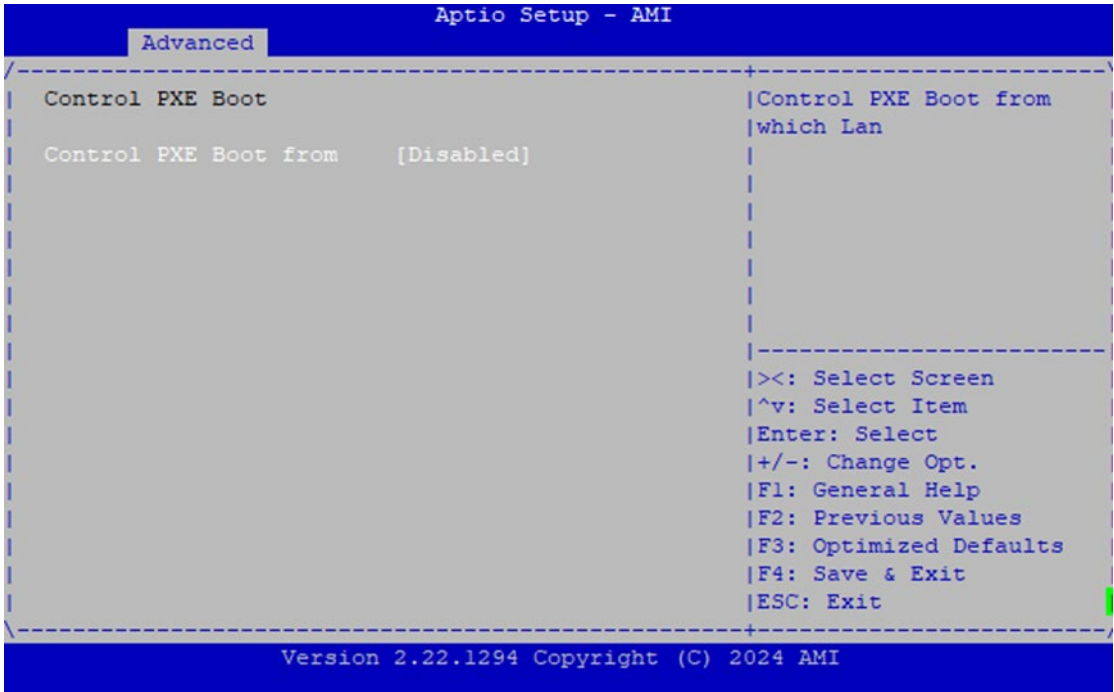 Aptio Setup - AMI
Advanced
Control PXE Boot
Control PXE Boot from [Disabled]
Control PXE Boot from
which Lan
><: Select Screen
^v: Select Item
Enter: Select
+/-: Change Opt.
F1: General Help
F2: Previous Values
F3: Optimized Defaults
F4: Save & Exit
ESC: Exit
Version 2.22.1294 Copyright (C) 2024 AMI